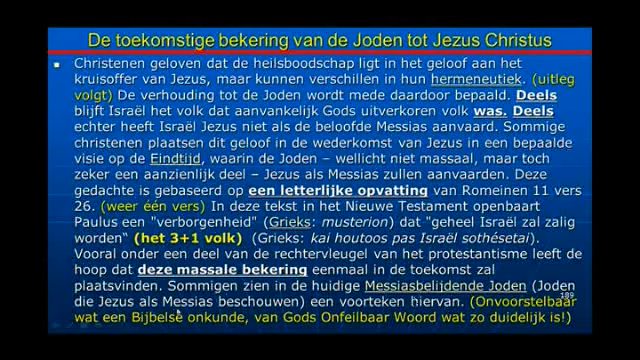 De toekomstige bekering van de Joden tot Jezus Christus
Christenen geloven dat de heilsboodschap ligt in het geloof aan het
kruisoffer van Jezus, maar kunnen verschillen in hun hermeneutiek. (uitleg
volgt) De verhouding tot de Joden wordt mede daardoor bepaald. Deels
blijft Israël het volk dat aanvankelijk Gods uitverkoren volk was. Deels
echter heeft Israël Jezus niet als de beloofde Messias aanvaard. Sommige
christenen plaatsen dit geloof in de wederkomst van Jezus in een bepaalde
visie op de Eindtijd, waarin de Joden – wellicht niet massaal, maar toch
zeker een aanzienlijk deel – Jezus als Messias zullen aanvaarden. Deze
gedachte is gebaseerd op een letterlijke opvatting van Romeinen 11 vers
26. (weer één vers) In deze tekst in het Nieuwe Testament openbaart
Paulus een "verborgenheid" (Grieks: musterion) dat "geheel Israël zal zalig
worden“ (het 3+1 volk) (Grieks: kai houtoos pas Israël sothésetai).
Vooral onder een deel van de rechtervleugel van het protestantisme leeft de
hoop dat deze massale bekering eenmaal in de toekomst zal
plaatsvinden. Sommigen zien in de huidige Messiasbelijdende Joden (Joden
die Jezus als Messias beschouwen) een voorteken hiervan. (Onvoorstelbaar
wat een Bijbelse onkunde, van Gods Onfeilbaar Woord wat zo duidelijk is!)
189